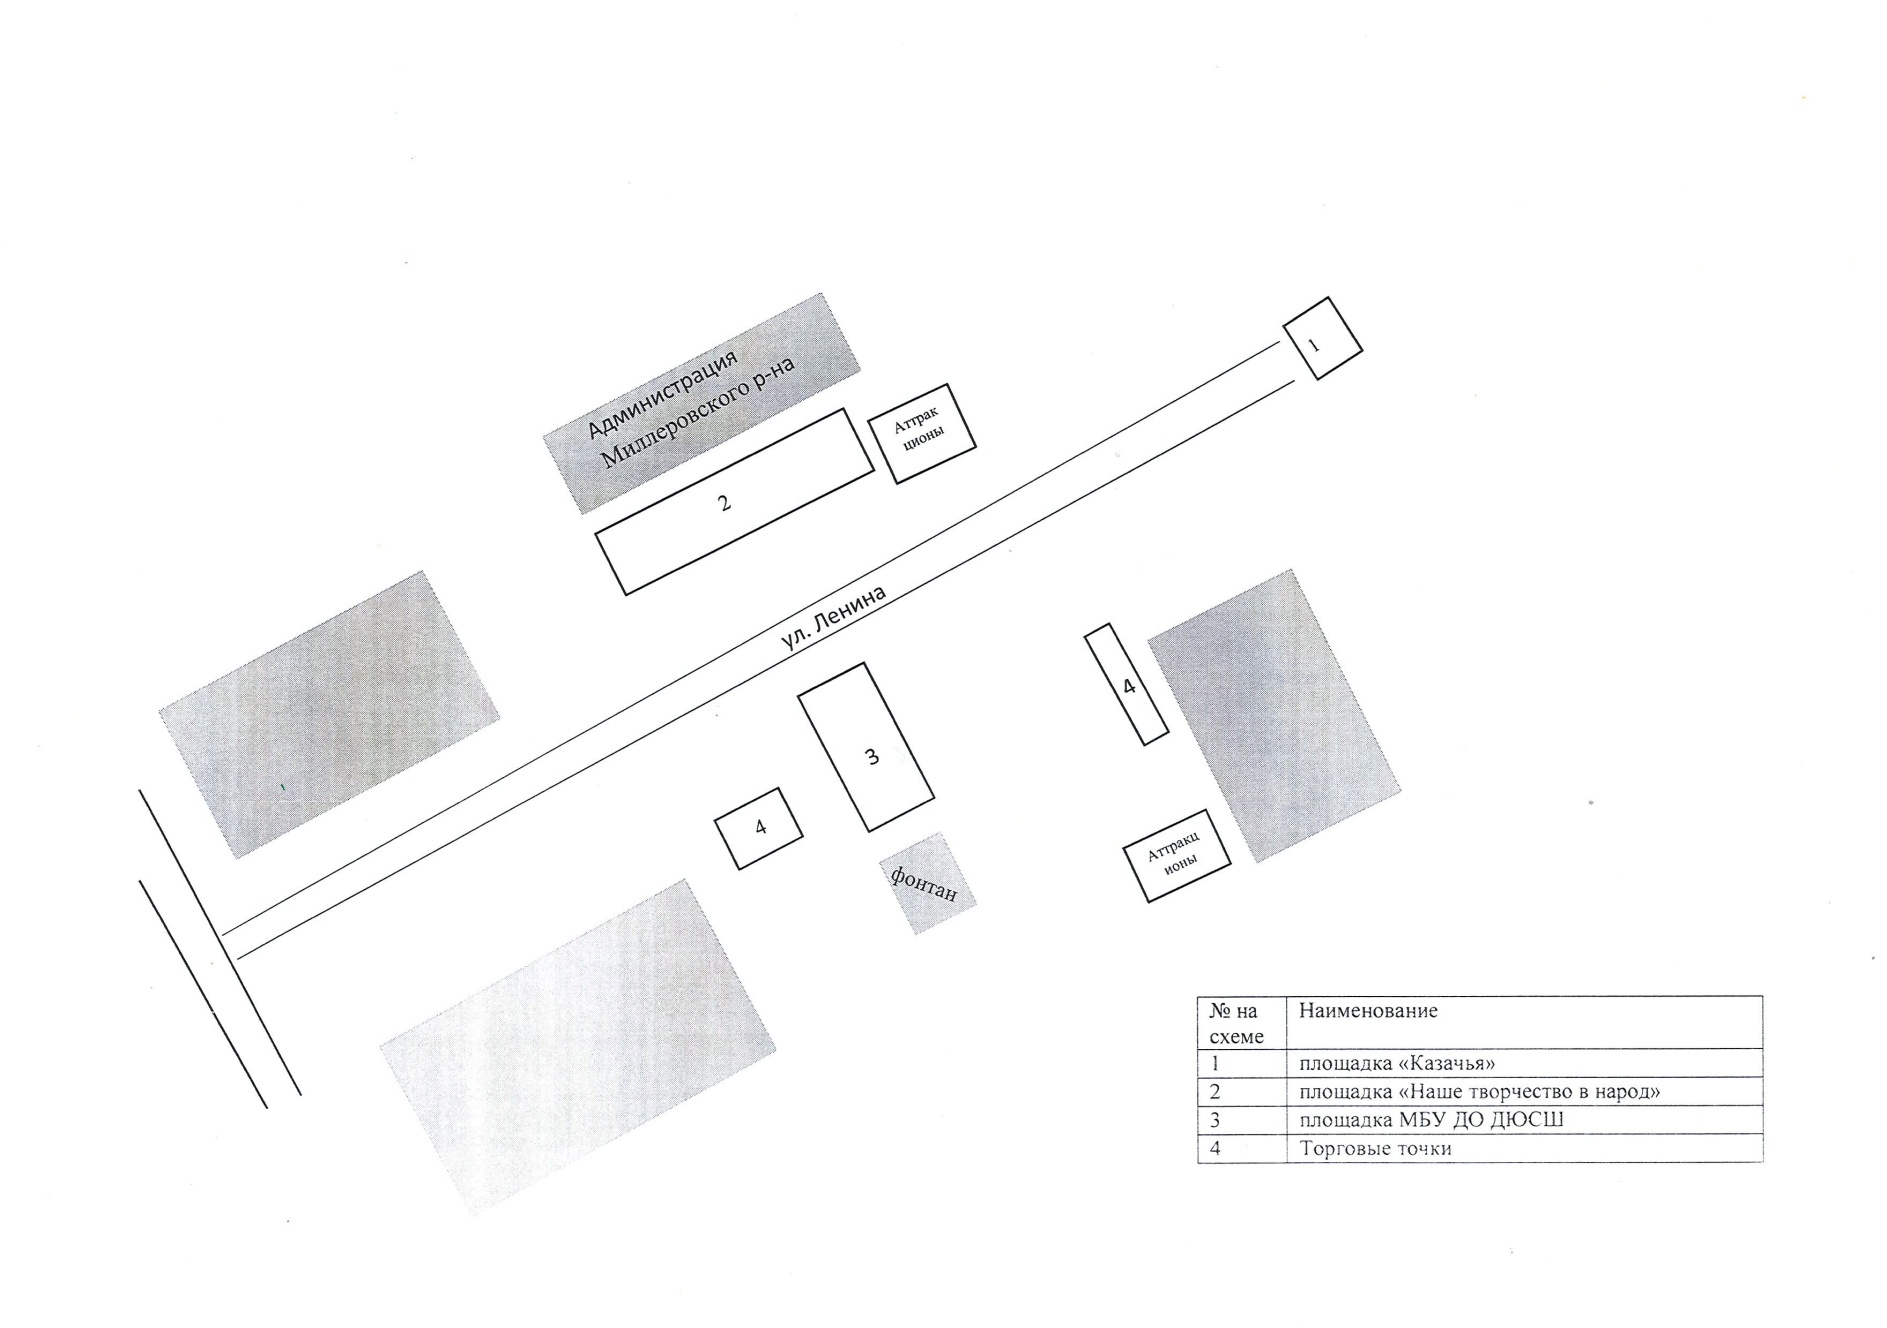 Администрация
Миллеровского р-на
Аттрак
ционы
1
2
ул. Ленина
3
4
4
фонтан
Аттракц
ионы
№ на схеме Наименование
1 площадка «Казачья»
2 площадка «Наше творчество в народ»
3 площадка МБУ ДО ДЮСШ
4 Торговые точки